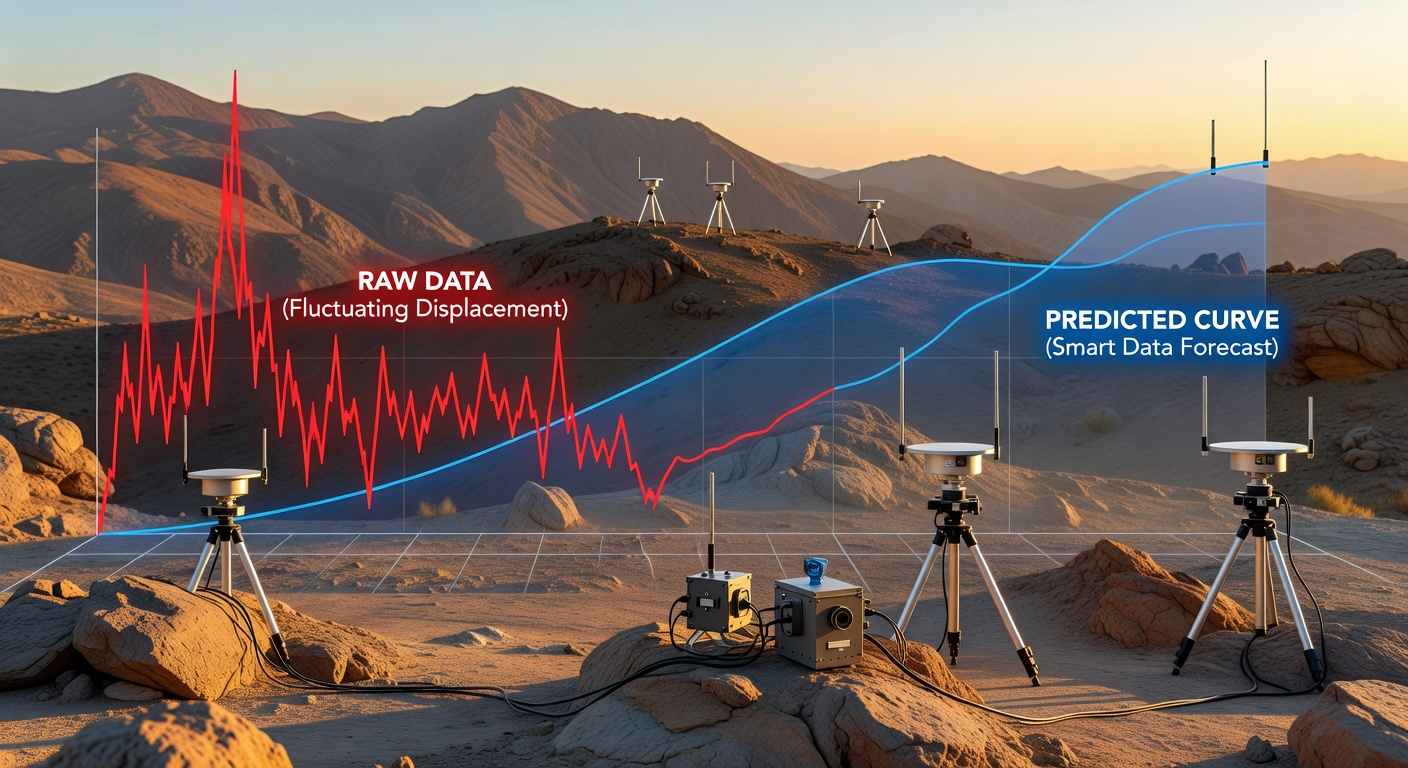 RAW DATA
(Fluctuating Displacement)
PREDICTED CURVE
(Smart Data Forecast)